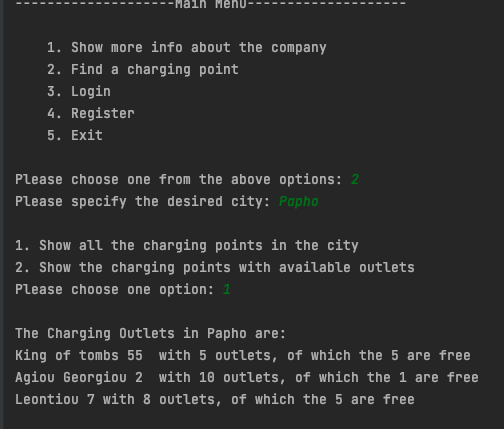 --------------------Main Menu--------------------
1. Show more info about the company
2. Find a charging point
3. Login
4. Register
5. Exit
Please choose one from the above options: 2
Please specify the desired city: Papho
1. Show all the charging points in the city
2. Show the charging points with available outlets
Please choose one option: 1
The Charging Outlets in Papho are:
King of tombs 55  with 5 outlets, of which the 5 are free
Agiou Georgiou 2  with 10 outlets, of which the 1 are free
Leontiou 7 with 8 outlets, of which the 5 are free